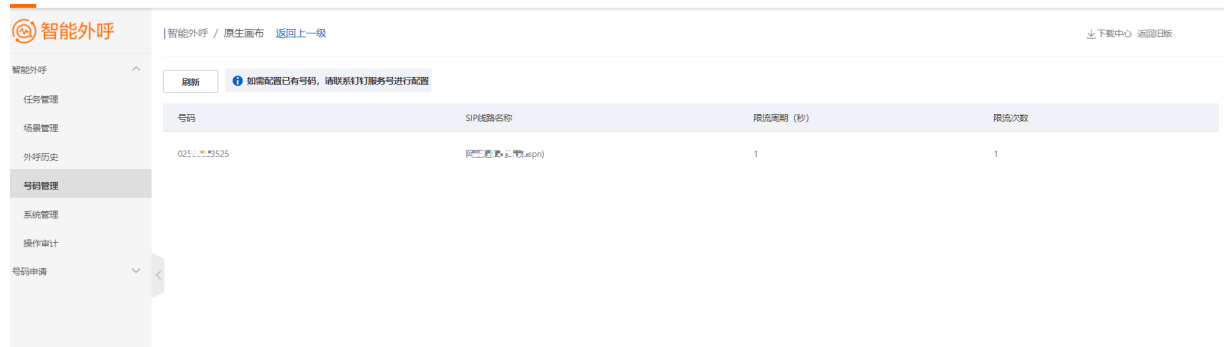 智能外呼
智能外呼 / 原生画布 返回上一级
下载中心 返回旧版
智能外呼
任务管理
场景管理
外呼历史
号码管理
系统管理
操作审计
号码申请
刷新
如需配置已有号码，请联系钉钉服务号进行配置
号码 SIP线路名称 限流周期（秒） 限流次数
025 3525 1 1